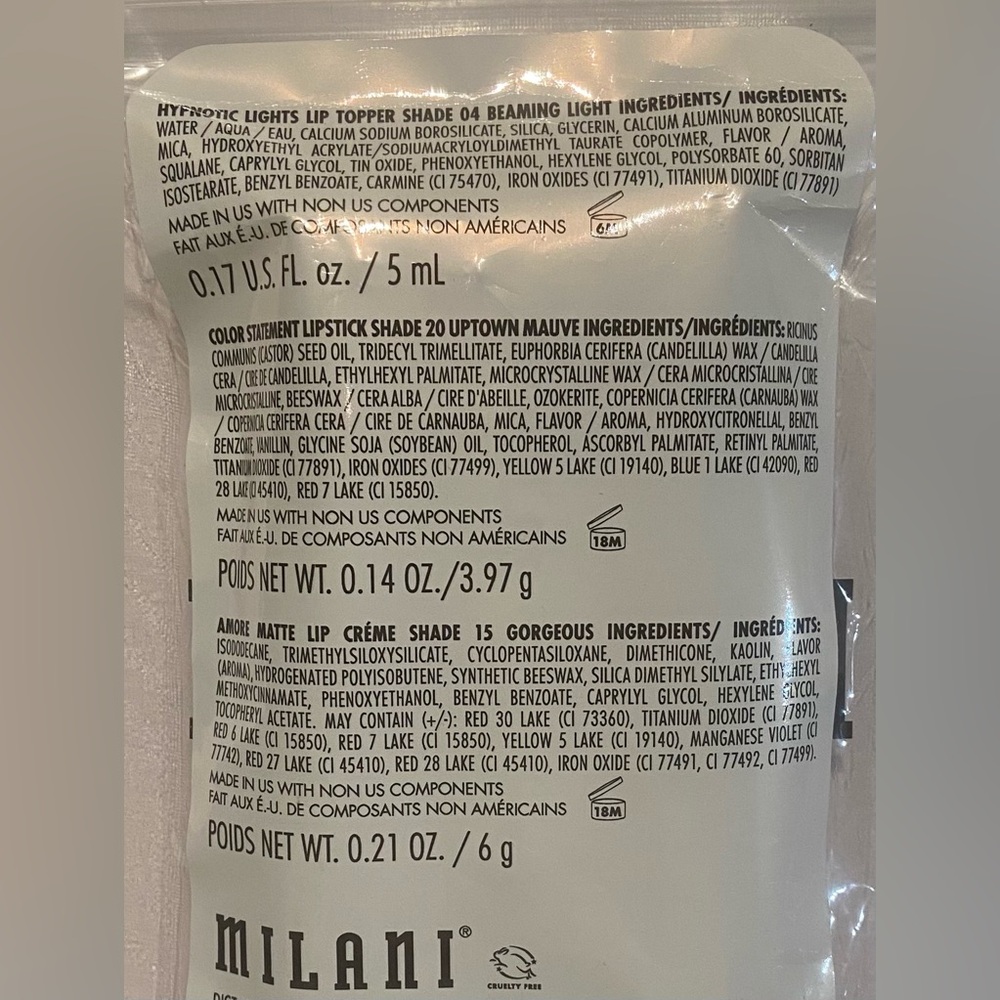 HYPNOTIC LIGHTS LIP TOPPER SHADE 04 BEAMING LIGHT INGREDIENTS/ INGRÉDIENTS:
WATER / AQUA / EAU, CALCIUM SODIUM BOROSILICATE, SILICA, GLYCERIN, CALCIUM ALUMINUM BOROSILICATE,
MICA, HYDROXYETHYL ACRYLATE/SODIUMACRYLOYLDIMETHYL TAURATE COPOLYMER, FLAVOR / AROMA,
SQUALANE, CAPRYLYL GLYCOL, TIN OXIDE, PHENOXYETHANOL, HEXYLENE GLYCOL, POLYSORBATE 60, SORBITAN
ISOSTEARATE, BENZYL BENZOATE, CARMINE (CI 75470), IRON OXIDES (CI 77491), TITANIUM DIOXIDE (CI 77891)
MADE IN US WITH NON US COMPONENTS
FAIT AUX É.-U. DE NON AMÉRICAINS
6M
0.17 U.S. FL. oz. / 5 mL
COLOR STATEMENT LIPSTICK SHADE 20 UPTOWN MAUVE INGREDIENTS/INGRÉDIENTS: RICINUS
COMMUNIS (CASTOR) SEED OIL, TRIDECYL TRIMELLITATE, EUPHORBIA CERIFERA (CANDELILLA) WAX / CANDELILLA
CERA / CIRE DE CANDELILLA, ETHYLHEXYL PALMITATE, MICROCRYSTALLINE WAX / CERA MICROCRISTALLINA / CIRE
MICROCRISTALLINE, BEESWAX / CERA ALBA / CIRE D'ABEILLE, OZOKERITE, COPERNICIA CERIFERA (CARNAUBA) WAX
/ COPERNICIA CERIFERA CERA / CIRE DE CARNAUBA, MICA, FLAVOR / AROMA, HYDROXYCITRONELLAL, BENZYL
BENZOATE, VANILLIN, GLYCINE SOJA (SOYBEAN) OIL, TOCOPHEROL, ASCORBYL PALMITATE, RETINYL PALMITATE,
TITANIUM DIOXIDE (CI 77891), IRON OXIDES (CI 77499), YELLOW 5 LAKE (CI 19140), BLUE 1 LAKE (CI 42090), RED
28 LAKE (CI 45410), RED 7 LAKE (CI 15850).
MADE IN US WITH NON US COMPONENTS
FAIT AUX É.-U. DE COMPOSANTS NON AMÉRICAINS
18M
POIDS NET WT. 0.14 OZ./3.97 g
AMORE MATTE LIP CRÉME SHADE 15 GORGEOUS INGREDIENTS/ INGRÉDIENTS:
ISODODECANE, TRIMETHYLSILOXYSILICATE, CYCLOPENTASILOXANE, DIMETHICONE, KAOLIN, FLAVOR
(AROMA), HYDROGENATED POLYISOBUTENE, SYNTHETIC BEESWAX, SILICA DIMETHYL SILYLATE, ETHYLHEXYL
METHOXYCINNAMATE, PHENOXYETHANOL, BENZYL BENZOATE, CAPRYLYL GLYCOL, HEXYLENE GLYCOL,
TOCOPHERYL ACETATE. MAY CONTAIN (+/-): RED 30 LAKE (CI 73360), TITANIUM DIOXIDE (CI 77891),
RED 6 LAKE (CI 15850), RED 7 LAKE (CI 15850), YELLOW 5 LAKE (CI 19140), MANGANESE VIOLET (CI
77742), RED 27 LAKE (CI 45410), RED 28 LAKE (CI 45410), IRON OXIDE (CI 77491, CI 77492, CI 77499).
MADE IN US WITH NON US COMPONENTS
FAIT AUX É.-U. DE COMPOSANTS NON AMÉRICAINS
18M
POIDS NET WT. 0.21 OZ. / 6 g
MILANI®
CRUELTY FREE